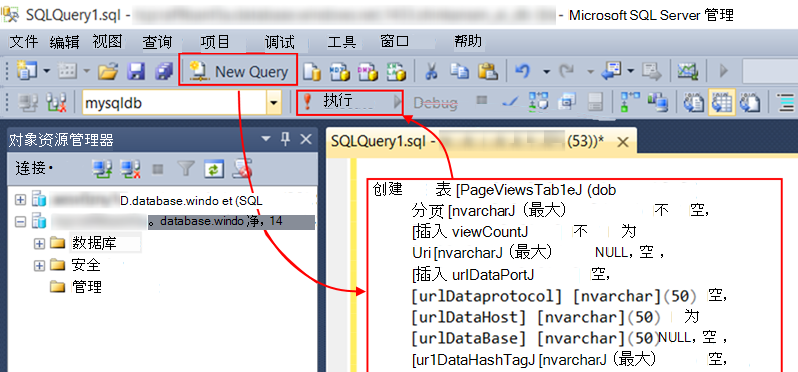 SQLQuery1.sql - - Microsoft SQL Server 管理
文件 编辑 视图 查询 项目 调试 工具 窗口 帮助
New Query
mysqldb 执行 Debug
对象资源管理器
SQLQuery1.sql - (53))*
连接
D.database.windo et (SQL
。database.windo 净，14
数据库
安全
管理
创建 表 [PageViewsTab1eJ (dob
分页 [nvarcharJ (最大) 不 空，
[插入 viewCountJ 不 为
Uri [nvarcharJ (最大) NULL，空，
[插入 urlDataPortJ 空，
[urlDataprotocol] [nvarchar](50) 空，
[urlDataHost] [nvarchar](50) 为
[urlDataBase] [nvarchar](50)NULL，空，
[ur1DataHashTagJ [nvarcharJ (最大) 空，